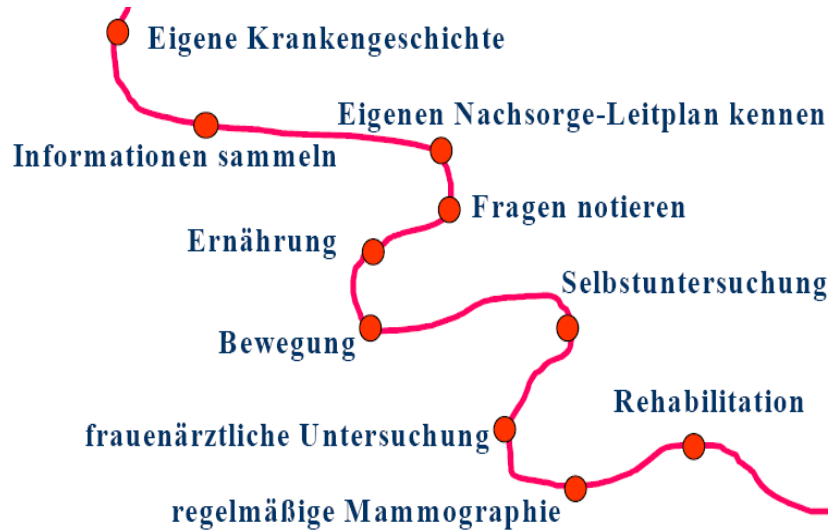 Eigene Krankengeschichte
Eigenen Nachsorge-Leitplan kennen
Informationen sammeln
Fragen notieren
Ernährung
Selbstuntersuchung
Bewegung
Rehabilitation
frauenärztliche Untersuchung
regelmäßige Mammographie